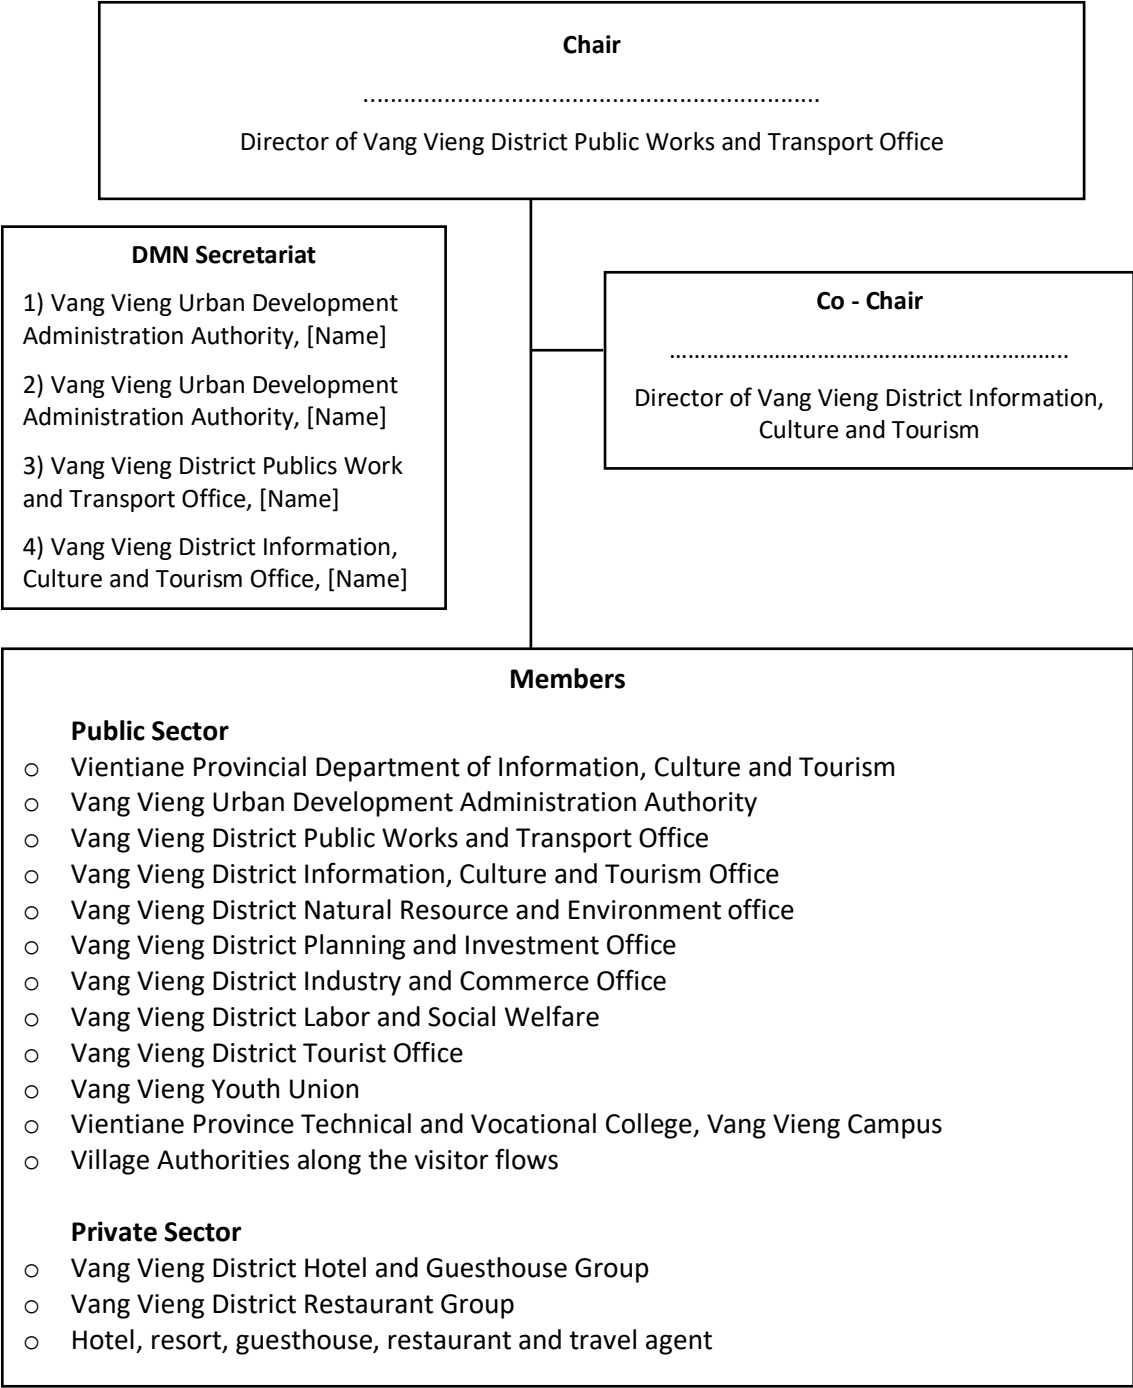 Chair
....................................................................
Director of Vang Vieng District Public Works and Transport Office
DMN Secretariat
1) Vang Vieng Urban Development
Administration Authority, [Name]
2) Vang Vieng Urban Development
Administration Authority, [Name]
3) Vang Vieng District Publics Work
and Transport Office, [Name]
4) Vang Vieng District Information,
Culture and Tourism Office, [Name]
Co - Chair
………………………………………………………..
Director of Vang Vieng District Information,
Culture and Tourism
Members
Public Sector
o Vientiane Provincial Department of Information, Culture and Tourism
o Vang Vieng Urban Development Administration Authority
o Vang Vieng District Public Works and Transport Office
o Vang Vieng District Information, Culture and Tourism Office
o Vang Vieng District Natural Resource and Environment office
o Vang Vieng District Planning and Investment Office
o Vang Vieng District Industry and Commerce Office
o Vang Vieng District Labor and Social Welfare
o Vang Vieng District Tourist Office
o Vang Vieng Youth Union
o Vientiane Province Technical and Vocational College, Vang Vieng Campus
o Village Authorities along the visitor flows
Private Sector
o Vang Vieng District Hotel and Guesthouse Group
o Vang Vieng District Restaurant Group
o Hotel, resort, guesthouse, restaurant and travel agent